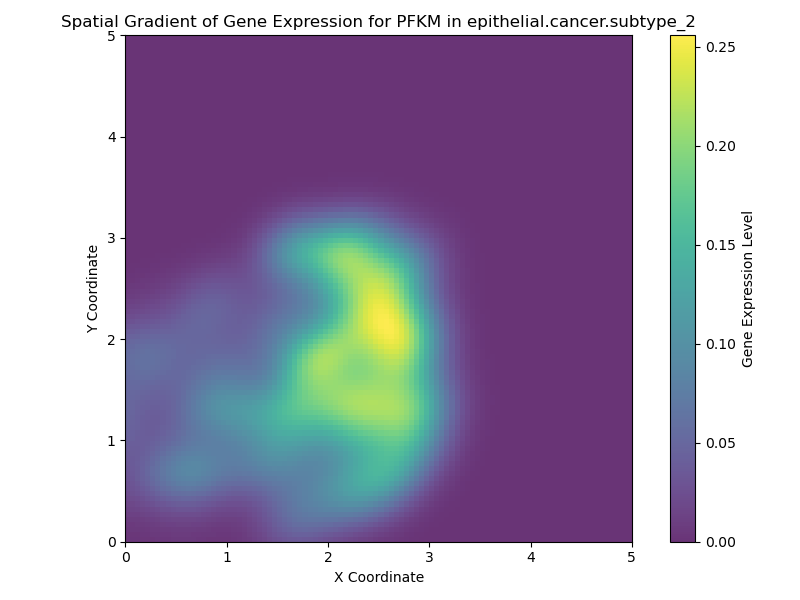 Spatial Gradient of Gene Expression for PFKM in epithelial.cancer.subtype_2
5
4
3
2
1
0
0 1 2 3 4 5
X Coordinate
Y Coordinate
0.25
0.20
0.15
0.10
0.05
0.00
Gene Expression Level